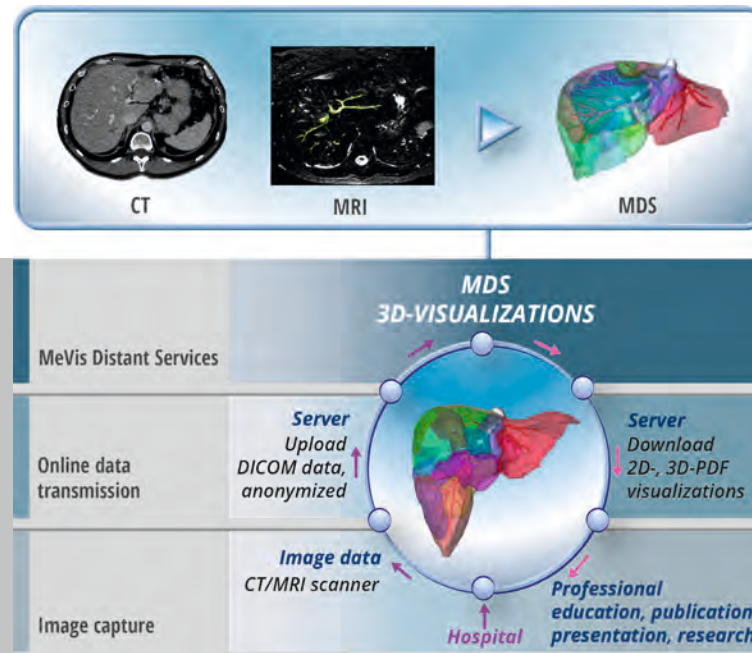 CT
MRI
MDS
MDS
3D-VISUALIZATIONS
MeVis Distant Services
Server
Upload
DICOM data,
anonymized
Server
Download
2D-, 3D-PDF
visualizations
Online data
transmission
Image data
CT/MRI scanner
Professional
education, publication
presentation, research
Image capture
Hospital